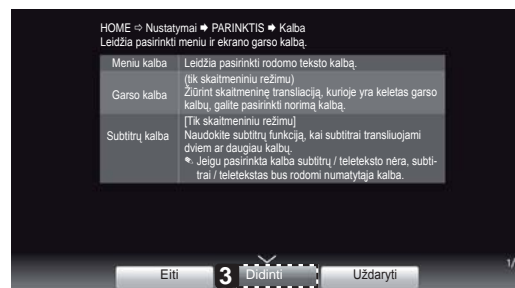 HOME ⇨ Nustatymai ➡ PARINKTIS ➡ Kalba
Leidžia pasirinkti meniu ir ekrano garso kalbą.
Meniu kalba
Leidžia pasirinkti rodomo teksto kalbą.
Garso kalba
(tik skaitmeniniu režimu)
Žiūrint skaitmeninę transliaciją, kurioje yra keletas garso
kalbų, galite pasirinkti norimą kalbą.
Subtitrų kalba
[Tik skaitmeniniu režimu]
Naudokite subtitrų funkciją, kai subtitrai transliuojami
dviem ar daugiau kalbų.
✎ Jeigu pasirinkta kalba subtitrų / teleteksto nėra, subti-
trai / teletekstas bus rodomi numatytąja kalba.
1/
Eiti
3 Didinti
Uždaryti